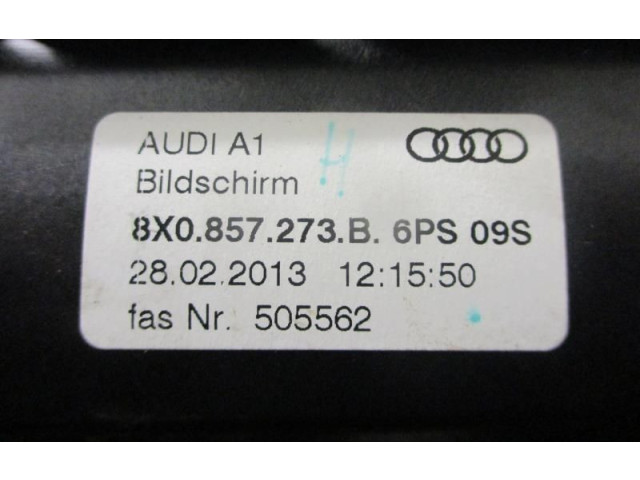 AUDI A1
Bildschirm H
8X0.857.273.B. 6PS 09S
28.02.2013 12:15:50
fas Nr. 505562